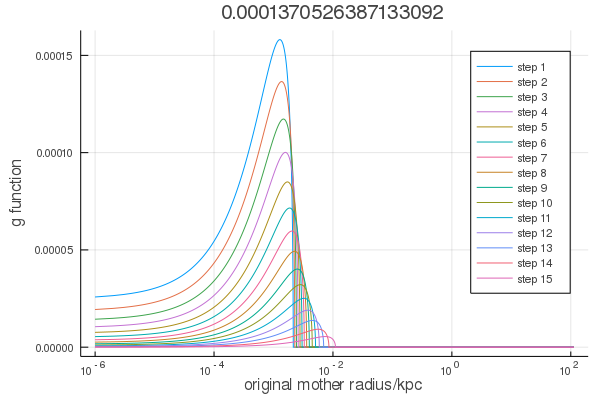 0.0001370526387133092
g function
0.00015
0.00010
0.00005
0.00000
10^-6
10^-4
10^-2
10^0
10^2
original mother radius/kpc
step 1
step 2
step 3
step 4
step 5
step 6
step 7
step 8
step 9
step 10
step 11
step 12
step 13
step 14
step 15